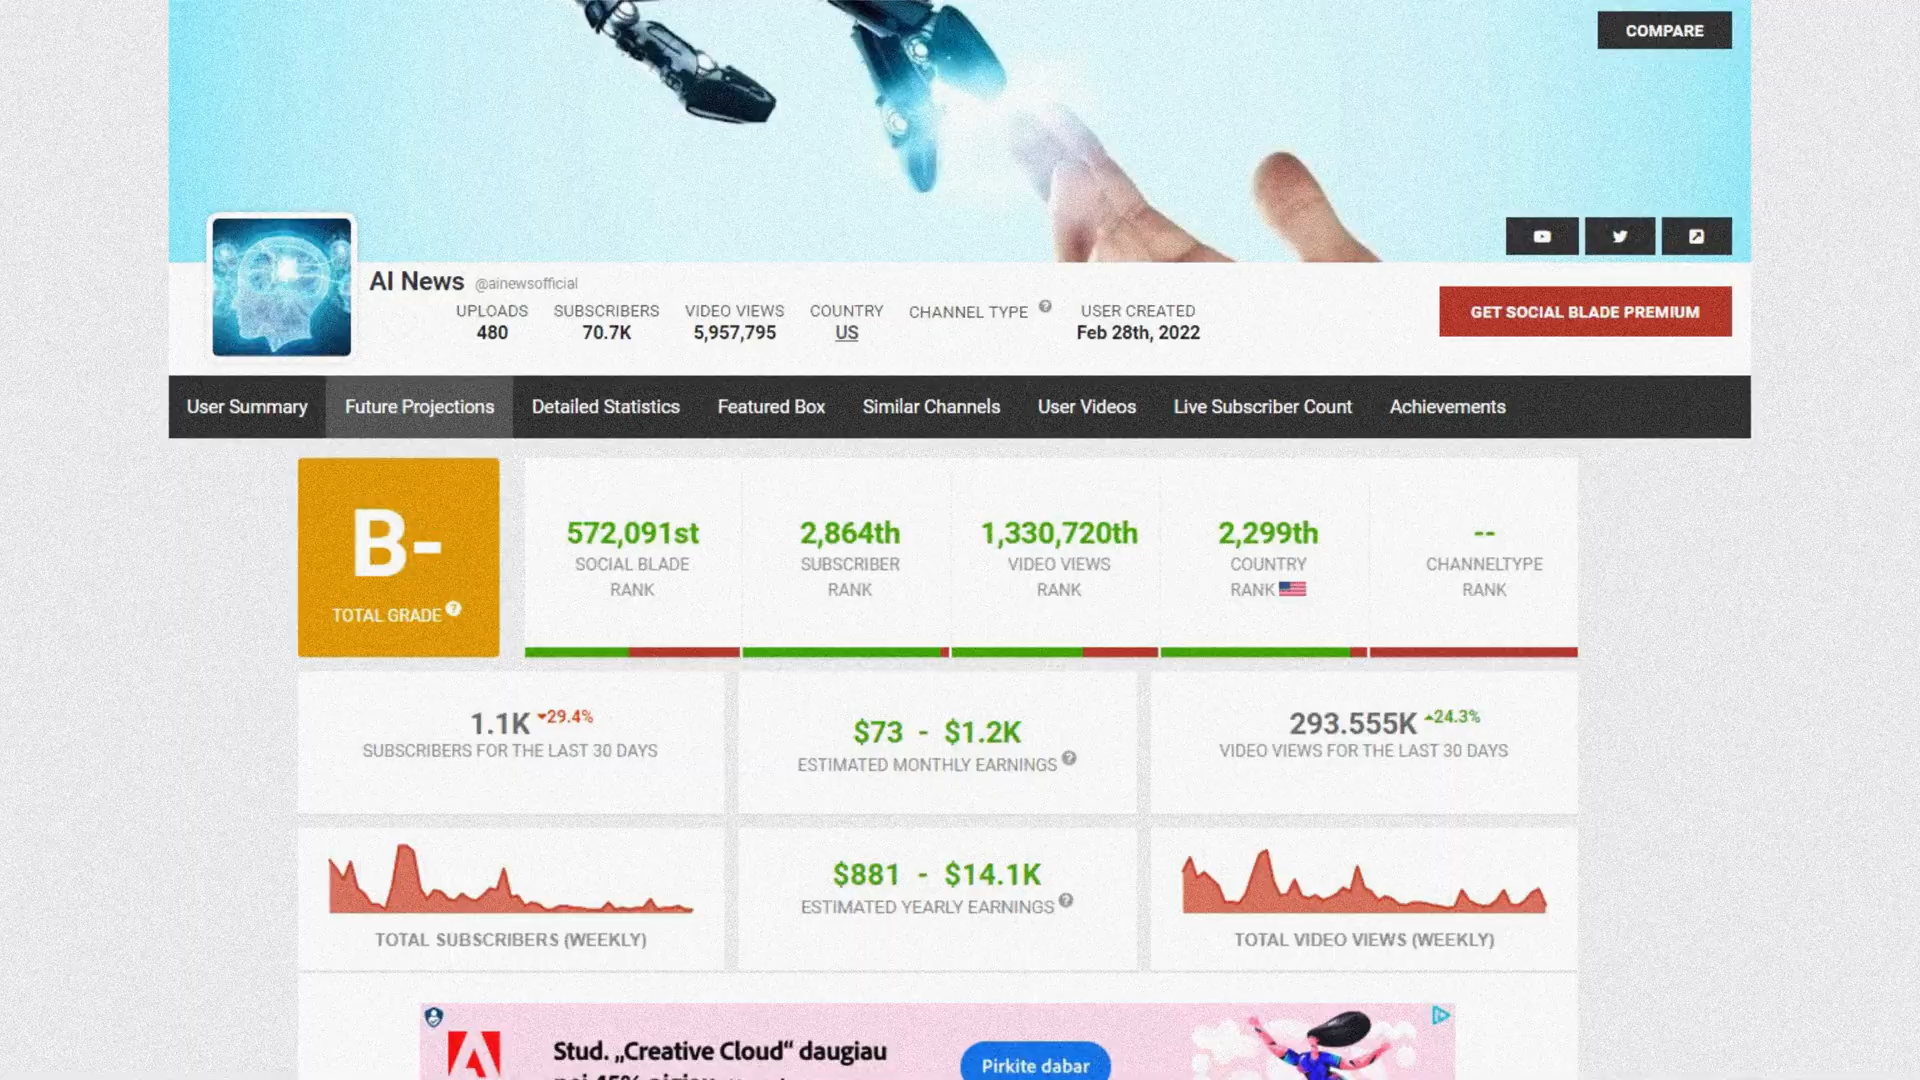 COMPARE
AI News @ainewsofficial
UPLOADS SUBSCRIBERS VIDEO VIEWS COUNTRY CHANNEL TYPE ? USER CREATED
480 70.7K 5,957,795 US Feb 28th, 2022
GET SOCIAL BLADE PREMIUM
User Summary Future Projections Detailed Statistics Featured Box Similar Channels User Videos Live Subscriber Count Achievements
B-
TOTAL GRADE ?
572,091st 2,864th 1,330,720th 2,299th --
SOCIAL BLADE SUBSCRIBER VIDEO VIEWS COUNTRY CHANNELTYPE
RANK RANK RANK RANK RANK
1.1K 29.4%
SUBSCRIBERS FOR THE LAST 30 DAYS
$73 - $1.2K
ESTIMATED MONTHLY EARNINGS ?
293.555K 24.3%
VIDEO VIEWS FOR THE LAST 30 DAYS
TOTAL SUBSCRIBERS (WEEKLY)
$881 - $14.1K
ESTIMATED YEARLY EARNINGS ?
TOTAL VIDEO VIEWS (WEEKLY)
Stud. „Creative Cloud“ daugiau
Pirkite dabar